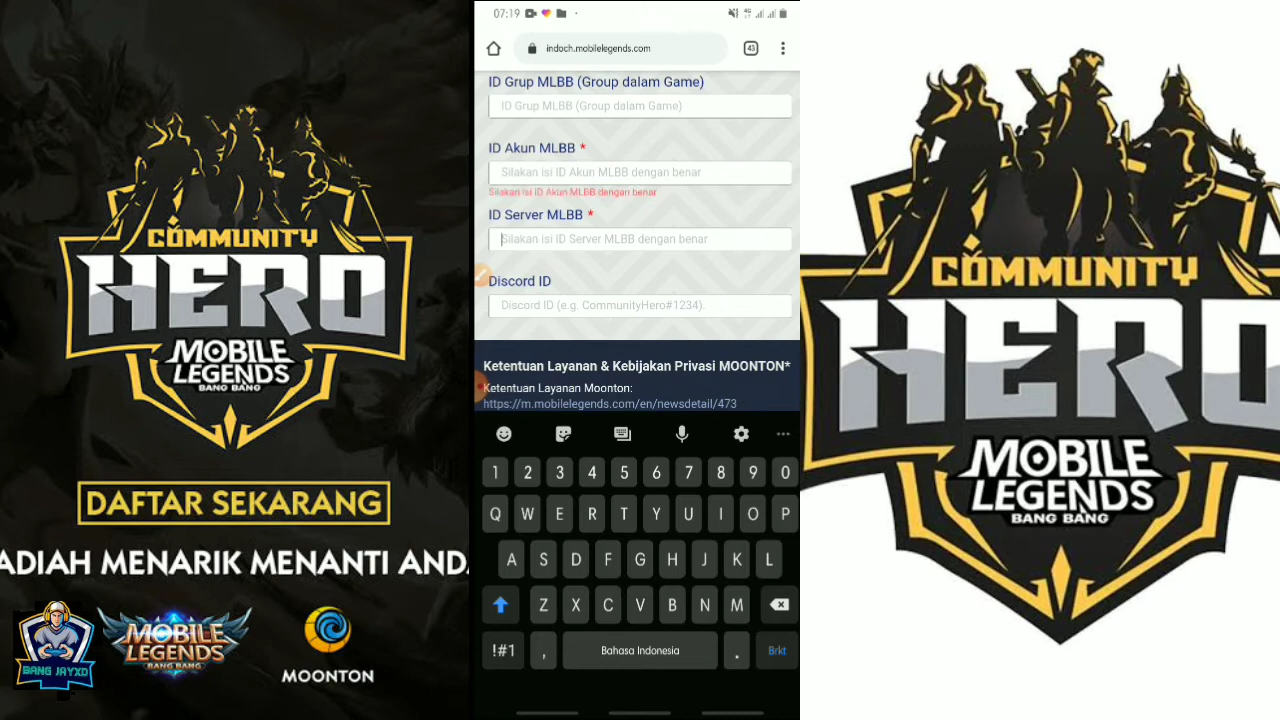 COMMUNITY
HERO
MOBILE
LEGENDS
BANG BANG
DAFTAR SEKARANG
ADIAH MENARIK MENANTI AND
BANG JAYXD
MOBILE
LEGENDS
BANG BANG
MOONTON
07:19
4G
indoch.mobilelegends.com
43
ID Grup MLBB (Group dalam Game)
ID Grup MLBB (Group dalam Game)
ID Akun MLBB *
Silakan isi ID Akun MLBB dengan benar
Silakan isi ID Akun MLBB dengan benar
ID Server MLBB *
Silakan isi ID Server MLBB dengan benar
Discord ID
Discord ID (e.g. CommunityHero#1234).
Ketentuan Layanan & Kebijakan Privasi MOONTON*
Ketentuan Layanan Moonton:
https://m.mobilelegends.com/en/newsdetail/473
1 2 3 4 5 6 7 8 9 0
Q W E R T Y U I O P
A S D F G H J K L
Z X C V B N M
!#1 , Bahasa Indonesia . Brkt
COMMUNITY
HERO
MOBILE
LEGENDS
BANG BANG